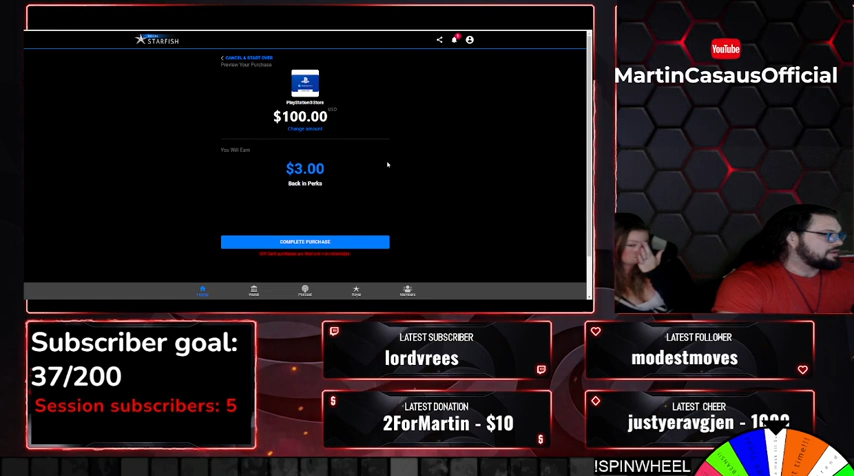 STARFISH
CANCEL & START OVER
Preview Your Purchase
PlayStationStore
$100.00 USD
Change amount
You Will Earn
$3.00
Back in Perks
COMPLETE PURCHASE
YouTube
MartinCasausOfficial
Subscriber goal:
37/200
Session subscribers: 5
LATEST SUBSCRIBER
lordvrees
LATEST FOLLOWER
modestmoves
LATEST DONATION
2ForMartin - $10
LATEST CHEER
justyeravgjen -
!SPINWHEEL